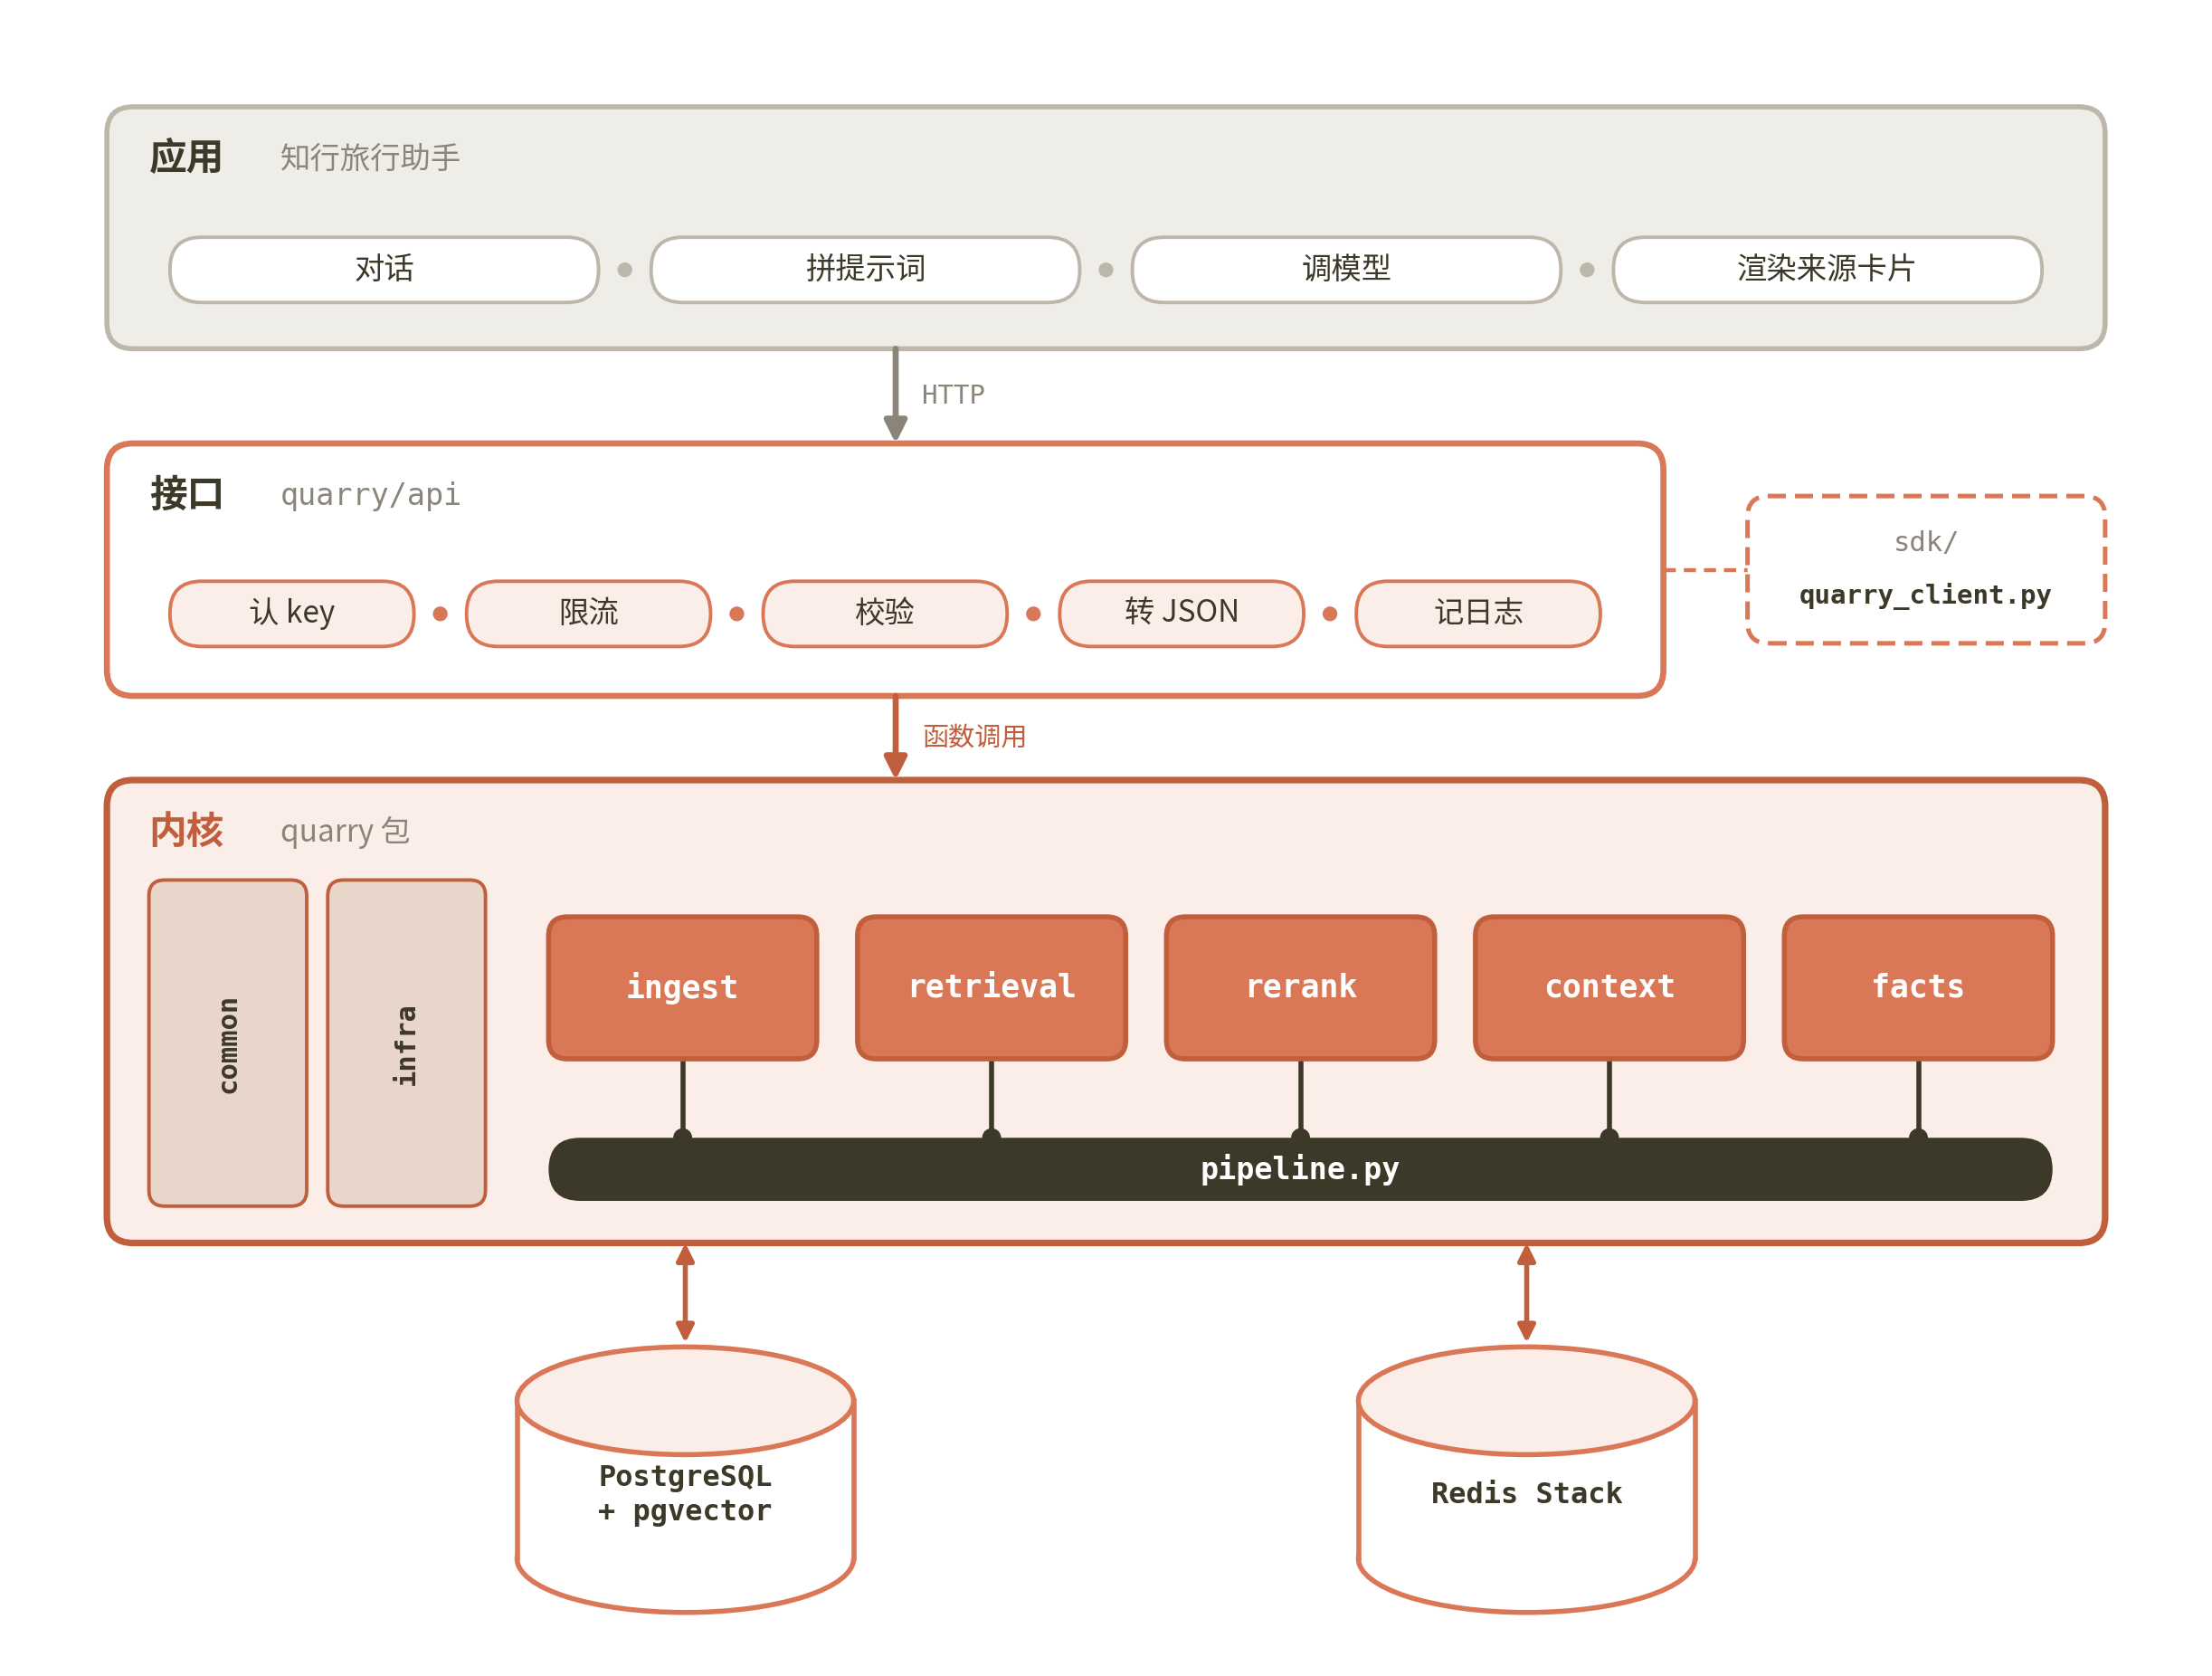 应用 知行旅行助手
对话
拼提示词
调模型
渲染来源卡片
HTTP
接口 quarry/api
认 key
限流
校验
转 JSON
记日志
sdk/
quarry_client.py
函数调用
内核 quarry 包
common
infra
ingest
retrieval
rerank
context
facts
pipeline.py
PostgreSQL
+ pgvector
Redis Stack